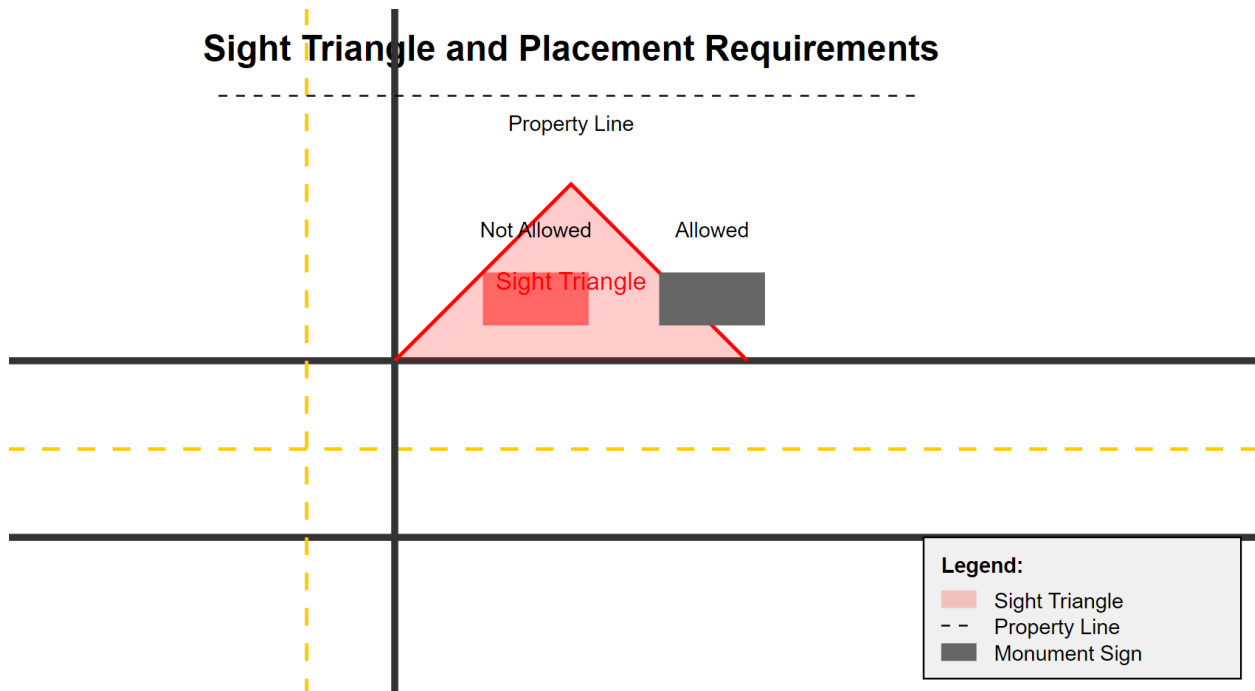 Sight Triangle and Placement Requirements
Property Line
Not Allowed
Allowed
Sight Triangle
Legend:
Sight Triangle
Property Line
Monument Sign